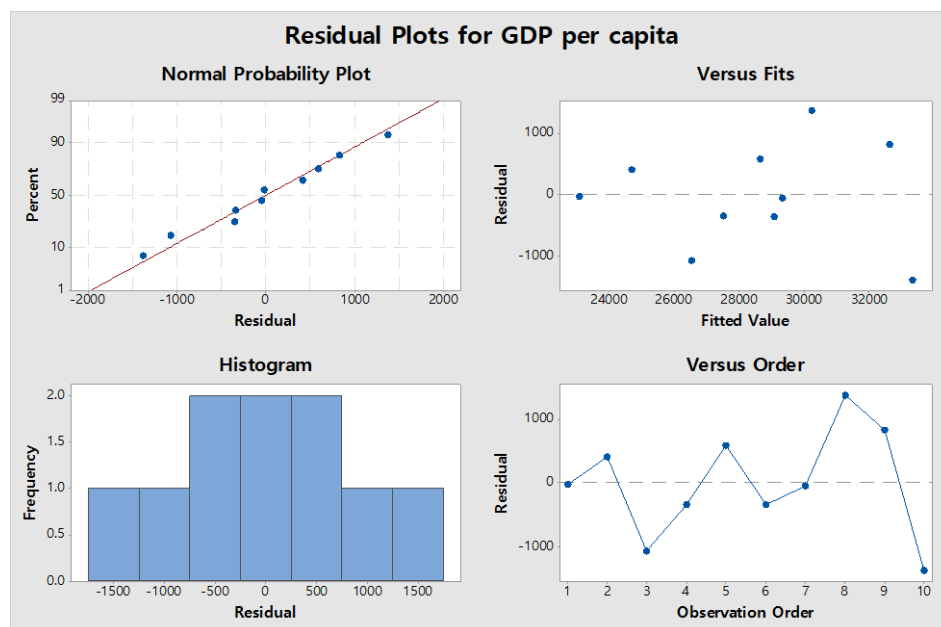 Residual Plots for GDP per capita
Normal Probability Plot
99
90
50
10
1
Percent
-2000 -1000 0 1000 2000
Residual
Versus Fits
1000
0
-1000
Residual
24000 26000 28000 30000 32000
Fitted Value
Histogram
2.0
1.5
1.0
0.5
0.0
Frequency
-1500 -1000 -500 0 500 1000 1500
Residual
Versus Order
1000
0
-1000
Residual
1 2 3 4 5 6 7 8 9 10
Observation Order